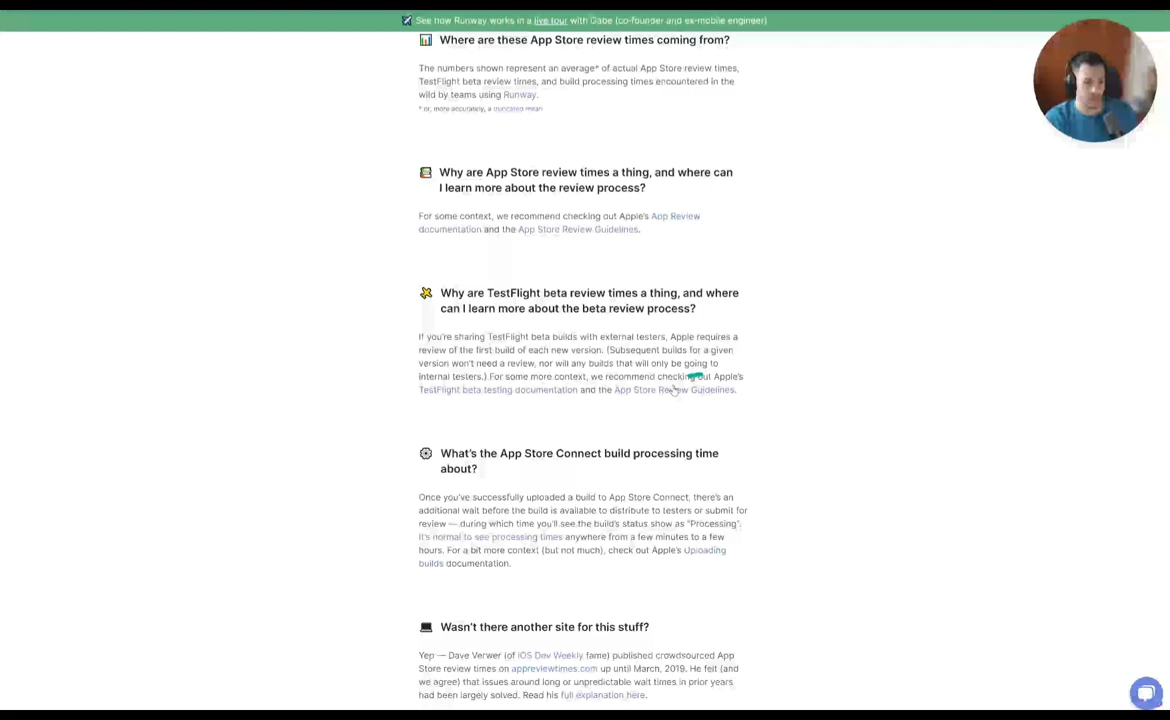 See how Runway works in a live tour with Gabe (co-founder and ex-mobile engineer)
Where are these App Store review times coming from?
The numbers shown represent an average* of actual App Store review times,
TestFlight beta review times, and build processing times encountered in the
wild by teams using Runway.
* or, more accurately, a truncated mean
Why are App Store review times a thing, and where can
I learn more about the review process?
For some context, we recommend checking out Apple's App Review
documentation and the App Store Review Guidelines.
Why are TestFlight beta review times a thing, and where
can I learn more about the beta review process?
If you're sharing TestFlight beta builds with external testers, Apple requires a
review of the first build of each new version. (Subsequent builds for a given
version won't need a review, nor will any builds that will only be going to
internal testers.) For some more context, we recommend checking out Apple's
TestFlight beta testing documentation and the App Store Review Guidelines.
What's the App Store Connect build processing time
about?
Once you've successfully uploaded a build to App Store Connect, there's an
additional wait before the build is available to distribute to testers or submit for
review — during which time you'll see the build's status show as "Processing".
It's normal to see processing times anywhere from a few minutes to a few
hours. For a bit more context (but not much), check out Apple's Uploading
builds documentation.
Wasn't there another site for this stuff?
Yep — Dave Verwer (of iOS Dev Weekly fame) published crowdsourced App
Store review times on appreviewtimes.com up until March, 2019. He felt (and
we agree) that issues around long or unpredictable wait times in prior years
had been largely solved. Read his full explanation here.